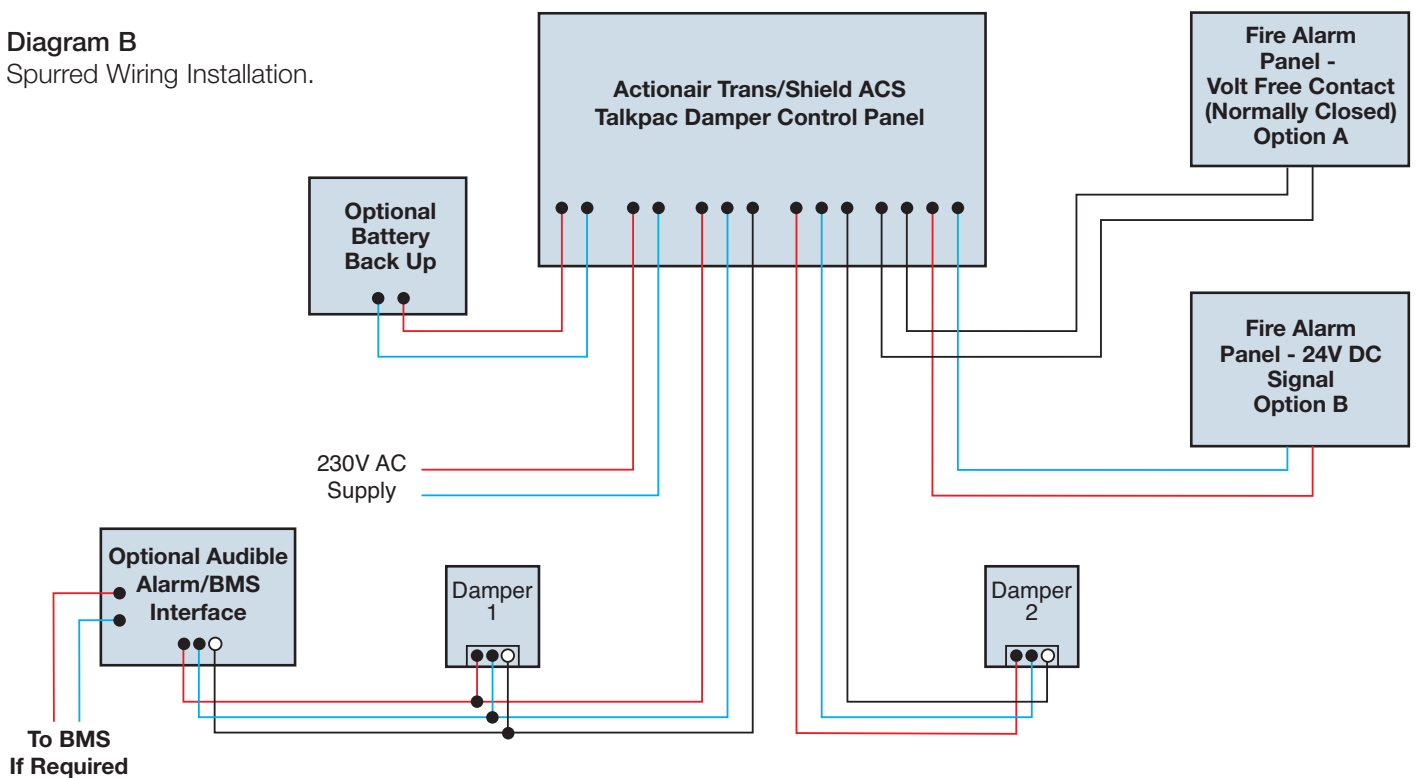 Diagram B
Spurred Wiring Installation.
Actionair Trans/Shield ACS
Talkpac Damper Control Panel
Fire Alarm
Panel -
Volt Free Contact
(Normally Closed)
Option A
Optional
Battery
Back Up
Fire Alarm
Panel - 24V DC
Signal
Option B
230V AC
Supply
Optional Audible
Alarm/BMS
Interface
Damper
1
Damper
2
To BMS
If Required